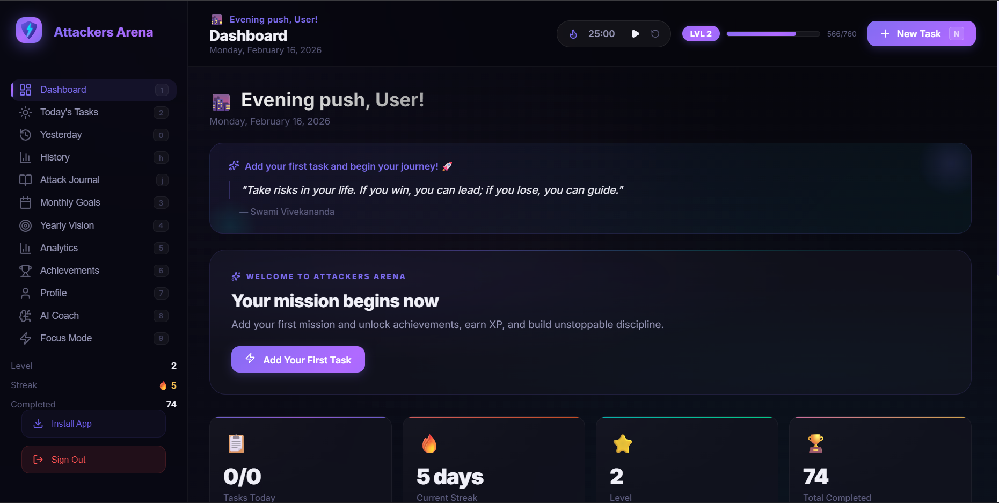 Attackers Arena
Dashboard 1
Today's Tasks 2
Yesterday 0
History h
Attack Journal j
Monthly Goals 3
Yearly Vision 4
Analytics 5
Achievements 6
Profile 7
AI Coach 8
Focus Mode 9
Level 2
Streak 🔥 5
Completed 74
Install App
Sign Out
Evening push, User!
Dashboard
Monday, February 16, 2026
25:00
LVL 2
566/760
New Task N
Evening push, User!
Monday, February 16, 2026
Add your first task and begin your journey! 🚀
"Take risks in your life. If you win, you can lead; if you lose, you can guide."
— Swami Vivekananda
WELCOME TO ATTACKERS ARENA
Your mission begins now
Add your first mission and unlock achievements, earn XP, and build unstoppable discipline.
Add Your First Task
0/0
Tasks Today
5 days
Current Streak
2
Level
74
Total Completed